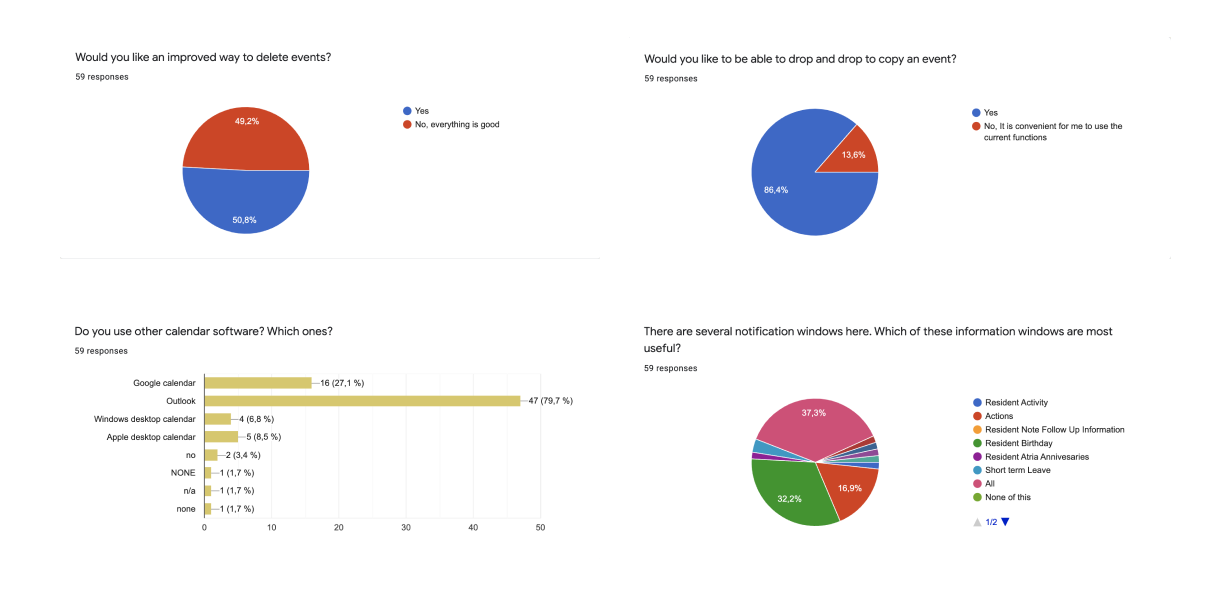 Would you like an improved way to delete events?
59 responses
49,2%
50,8%
Yes
No, everything is good
Would you like to be able to drop and drop to copy an event?
59 responses
13,6%
86,4%
Yes
No, It is convenient for me to use the
current functions
Do you use other calendar software? Which ones?
59 responses
Google calendar
16 (27,1 %)
Outlook
47 (79,7 %)
Windows desktop calendar
4 (6,8 %)
Apple desktop calendar
5 (8,5 %)
no
2 (3,4 %)
NONE
1 (1,7 %)
n/a
1 (1,7 %)
none
1 (1,7 %)
0 10 20 30 40 50
There are several notification windows here. Which of these information windows are most
useful?
59 responses
37,3%
16,9%
32,2%
Resident Activity
Actions
Resident Note Follow Up Information
Resident Birthday
Resident Atria Annivesaries
Short term Leave
All
None of this
1/2